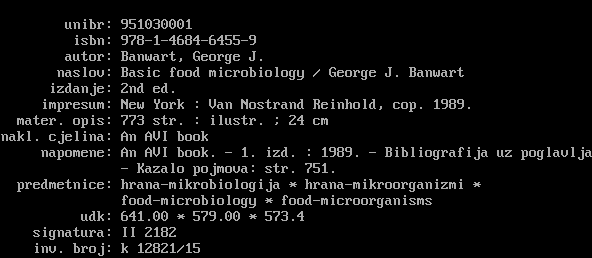 unibr: 951030001
isbn: 978-1-4684-6455-9
autor: Banwart, George J.
naslov: Basic food microbiology / George J. Banwart
izdanje: 2nd ed.
impresum: New York : Van Nostrand Reinhold, cop. 1989.
mater. opis: 773 str. : ilustr. ; 24 cm
nakl. cjelina: An AVI book
napomene: An AVI book. - 1. izd. : 1989. - Bibliografija uz poglavlja
- Kazalo pojmova: str. 751.
predmetnice: hrana-mikrobiologija * hrana-mikroorganizmi *
food-microbiology * food-microorganisms
udk: 641.00 * 579.00 * 573.4
signatura: II 2182
inv. broj: k 12821/15